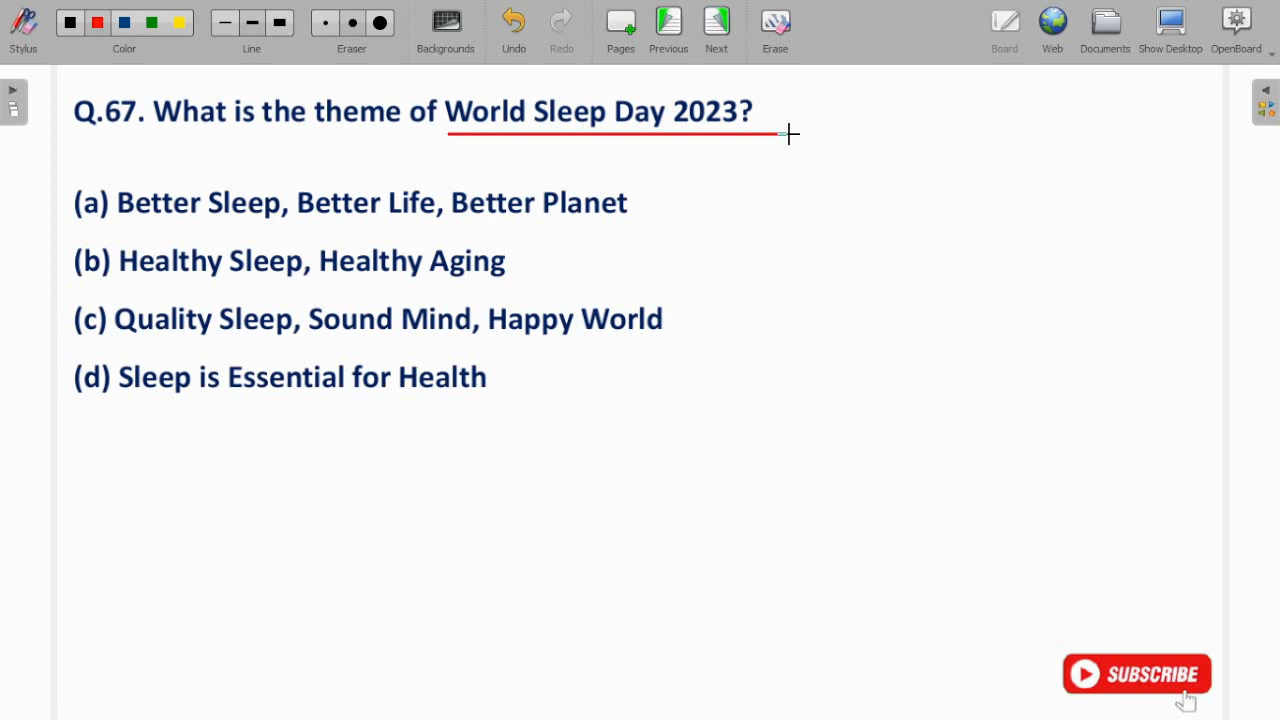 Stylus
Color
Line
Eraser
Backgrounds
Undo
Redo
Pages
Previous
Next
Erase
Board
Web
Documents
Show Desktop
OpenBoard
Q.67. What is the theme of World Sleep Day 2023?
(a) Better Sleep, Better Life, Better Planet
(b) Healthy Sleep, Healthy Aging
(c) Quality Sleep, Sound Mind, Happy World
(d) Sleep is Essential for Health
SUBSCRIBE